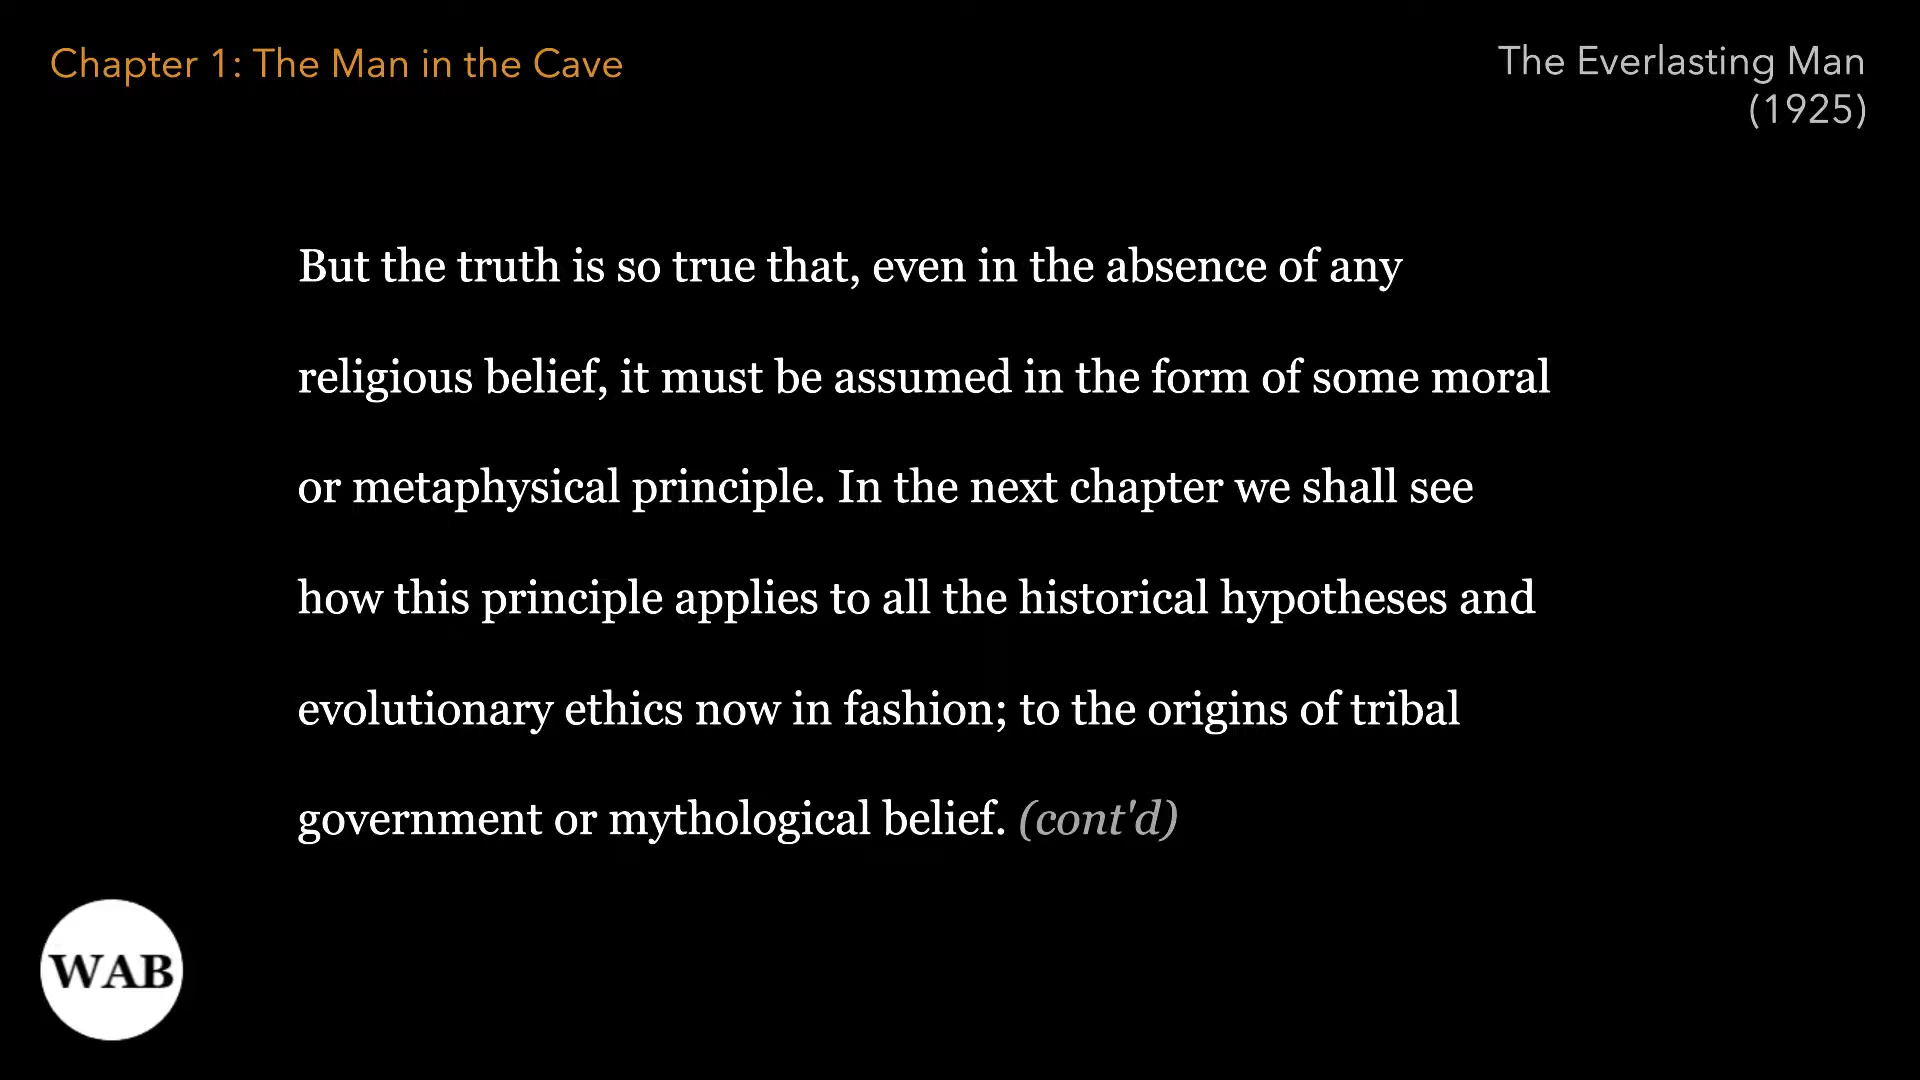 Chapter 1: The Man in the Cave
The Everlasting Man
(1925)
But the truth is so true that, even in the absence of any
religious belief, it must be assumed in the form of some moral
or metaphysical principle. In the next chapter we shall see
how this principle applies to all the historical hypotheses and
evolutionary ethics now in fashion; to the origins of tribal
government or mythological belief. (cont'd)
WAB